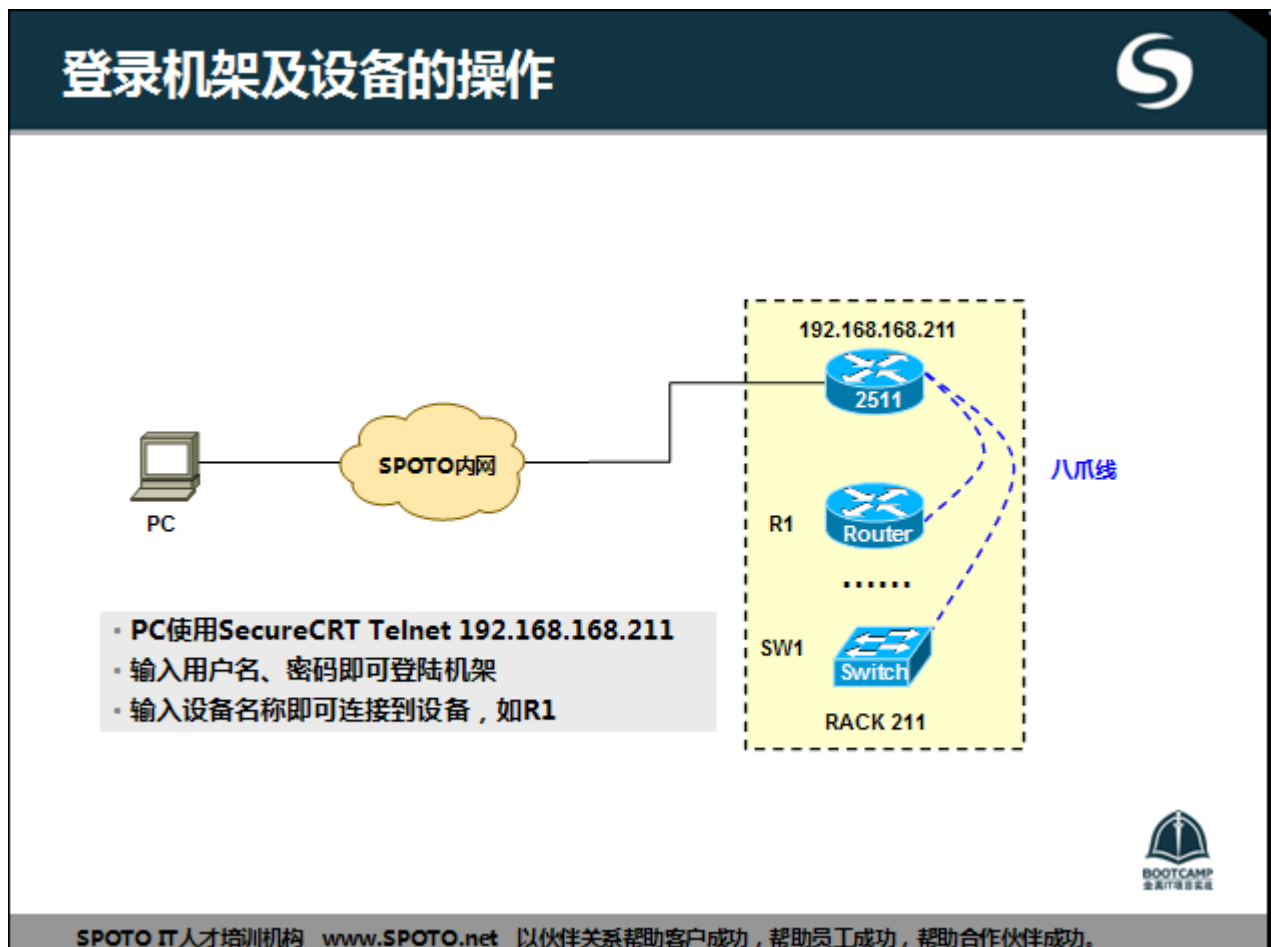 登录机架及设备的操作
192.168.168.211
2511
SPOTO内网
八爪线
PC
R1
Router
......
· PC使用SecureCRT Telnet 192.168.168.211
· 输入用户名、密码即可登陆机架
· 输入设备名称即可连接到设备，如R1
SW1
Switch
RACK 211
BOOTCAMP
SPOTO IT人才培训机构 www.SPOTO.net 以伙伴关系帮助客户成功，帮助员工成功，帮助合作伙伴成功。